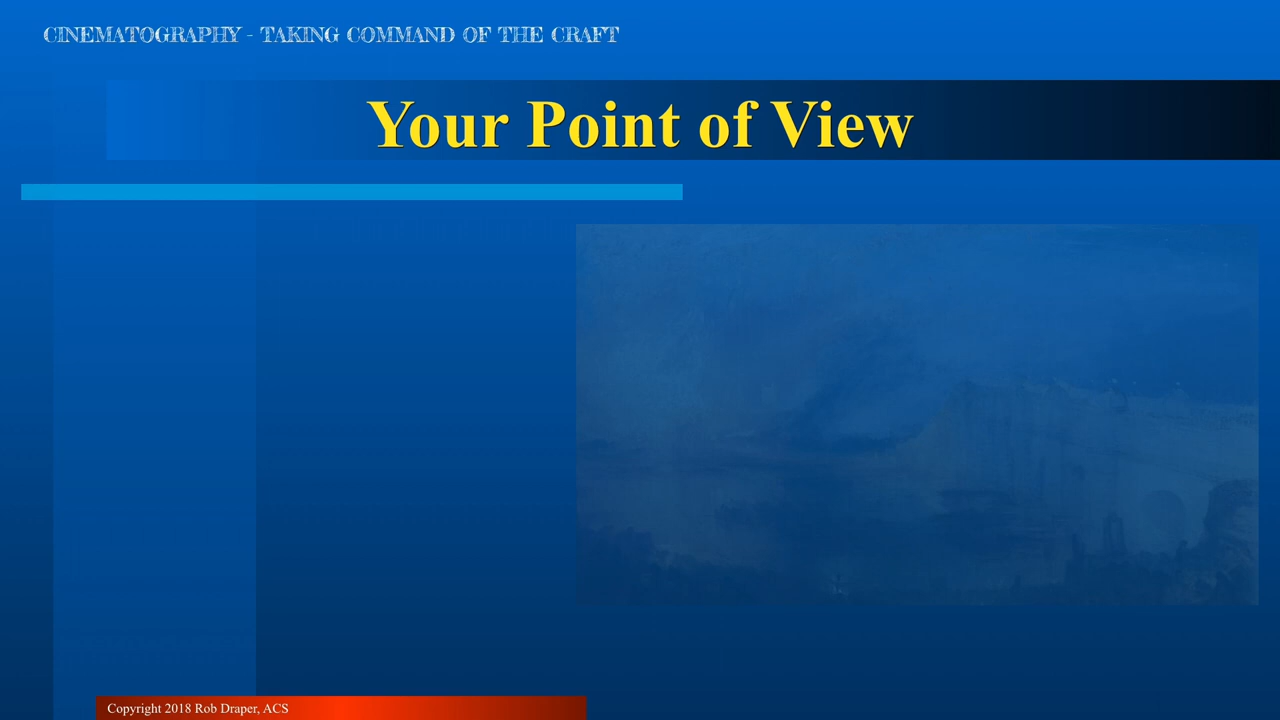 CINEMATOGRAPHY - TAKING COMMAND OF THE CRAFT
Your Point of View
Copyright 2018 Rob Draper, ACS